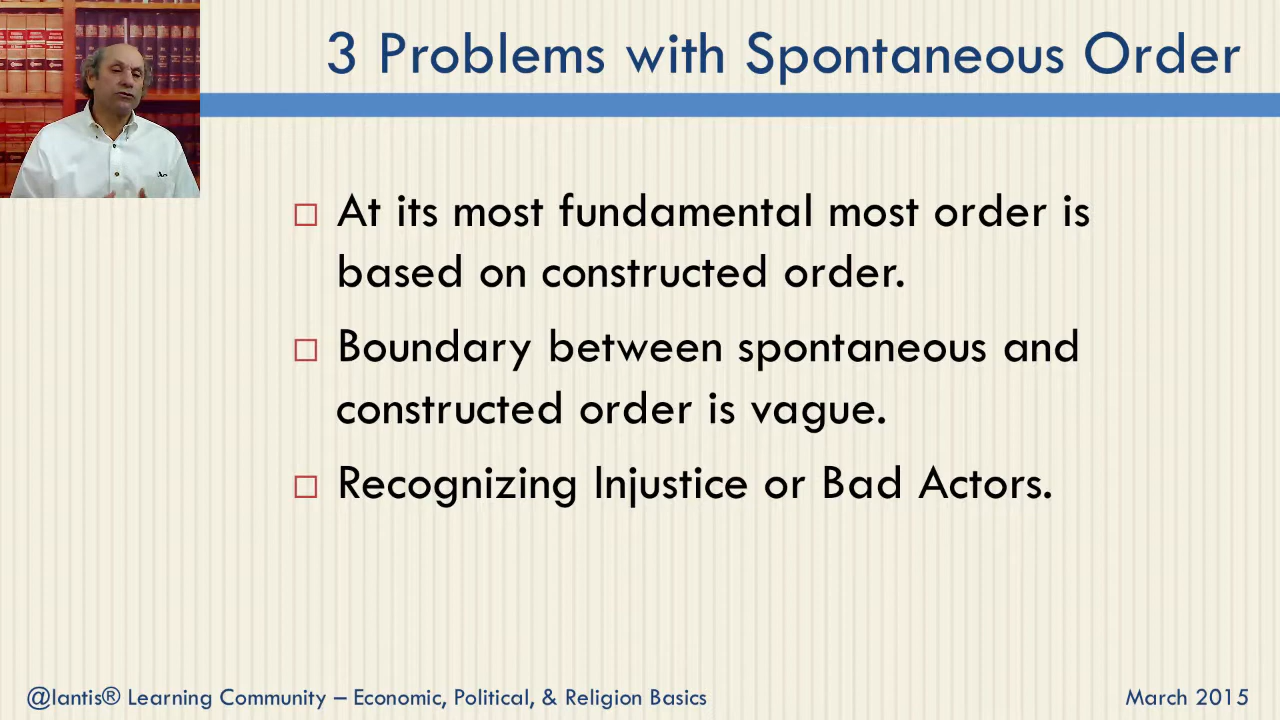 3 Problems with Spontaneous Order
At its most fundamental most order is
based on constructed order.
Boundary between spontaneous and
constructed order is vague.
Recognizing Injustice or Bad Actors.
@lantis® Learning Community – Economic, Political, & Religion Basics
March 2015